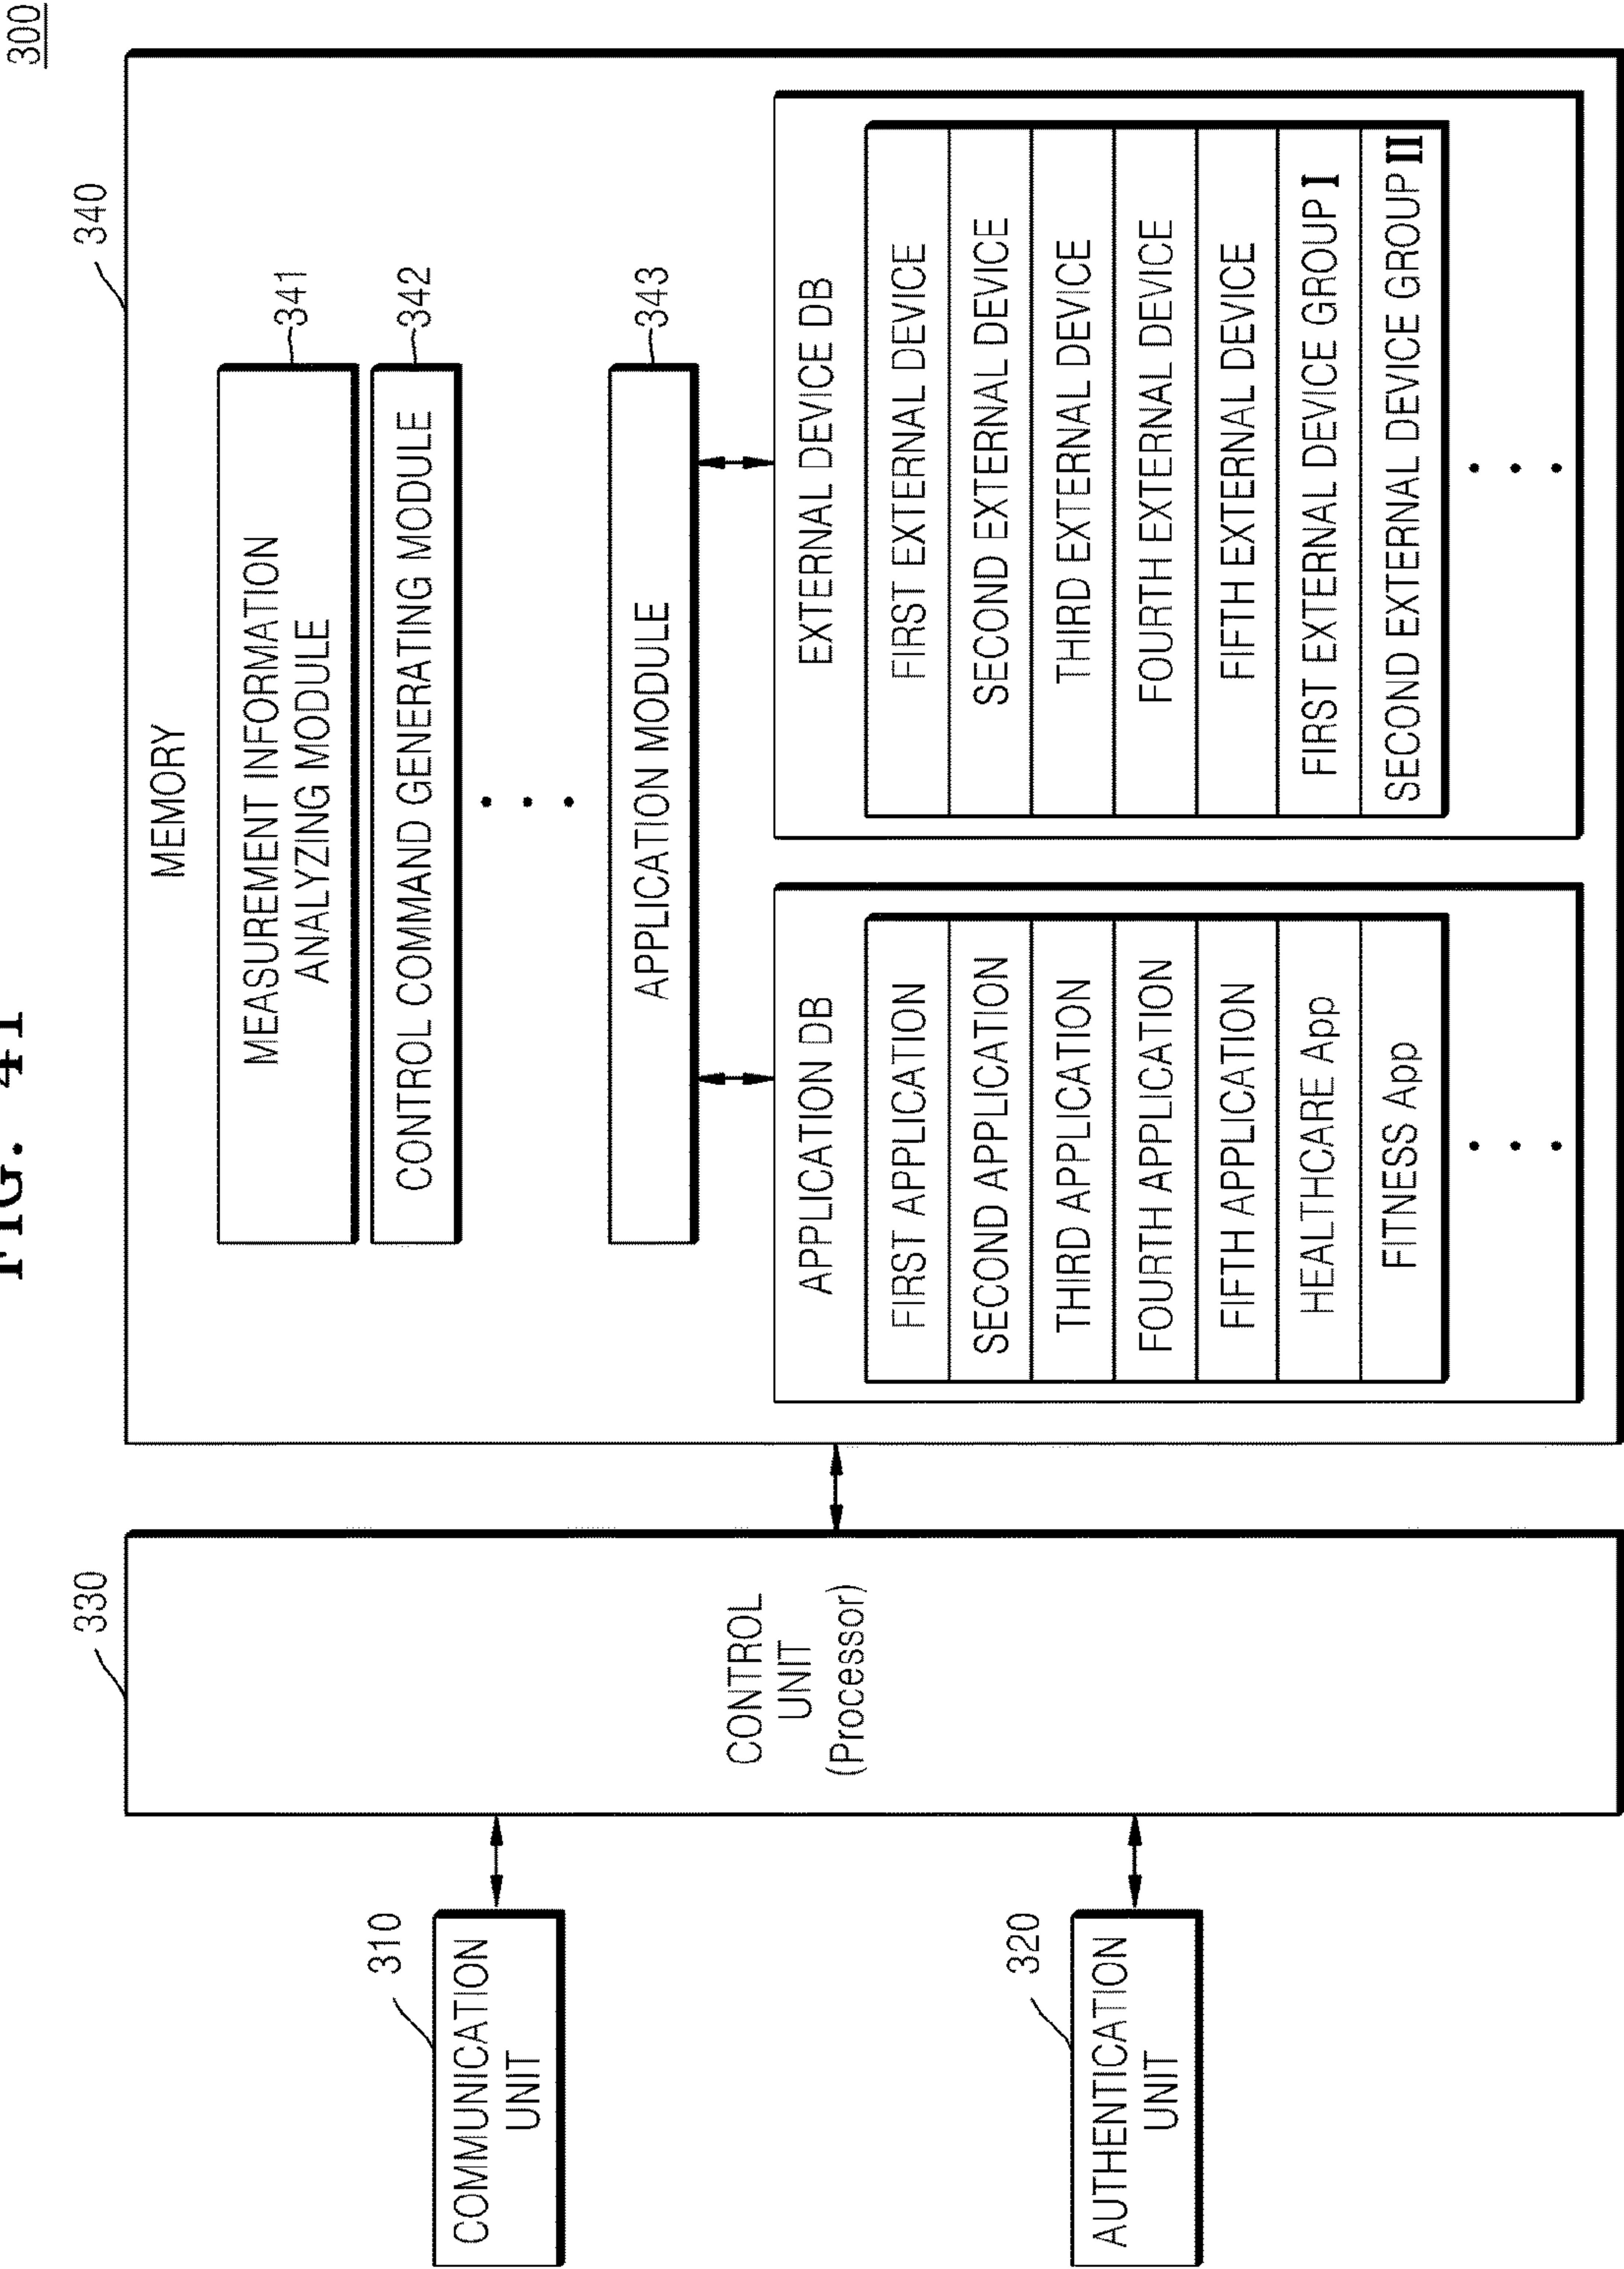 FIG. 41
300
310
COMMUNICATION
UNIT
320
AUTHENTICATION
UNIT
330
CONTROL
UNIT
(Processor)
340
MEMORY
MEASUREMENT INFORMATION
ANALYZING MODULE
341
CONTROL COMMAND GENERATING MODULE
342
APPLICATION MODULE
343
APPLICATION DB
FIRST APPLICATION
SECOND APPLICATION
THIRD APPLICATION
FOURTH APPLICATION
FIFTH APPLICATION
HEALTHCARE App
FITNESS App
EXTERNAL DEVICE DB
FIRST EXTERNAL DEVICE
SECOND EXTERNAL DEVICE
THIRD EXTERNAL DEVICE
FOURTH EXTERNAL DEVICE
FIFTH EXTERNAL DEVICE
FIRST EXTERNAL DEVICE GROUP I
SECOND EXTERNAL DEVICE GROUP II